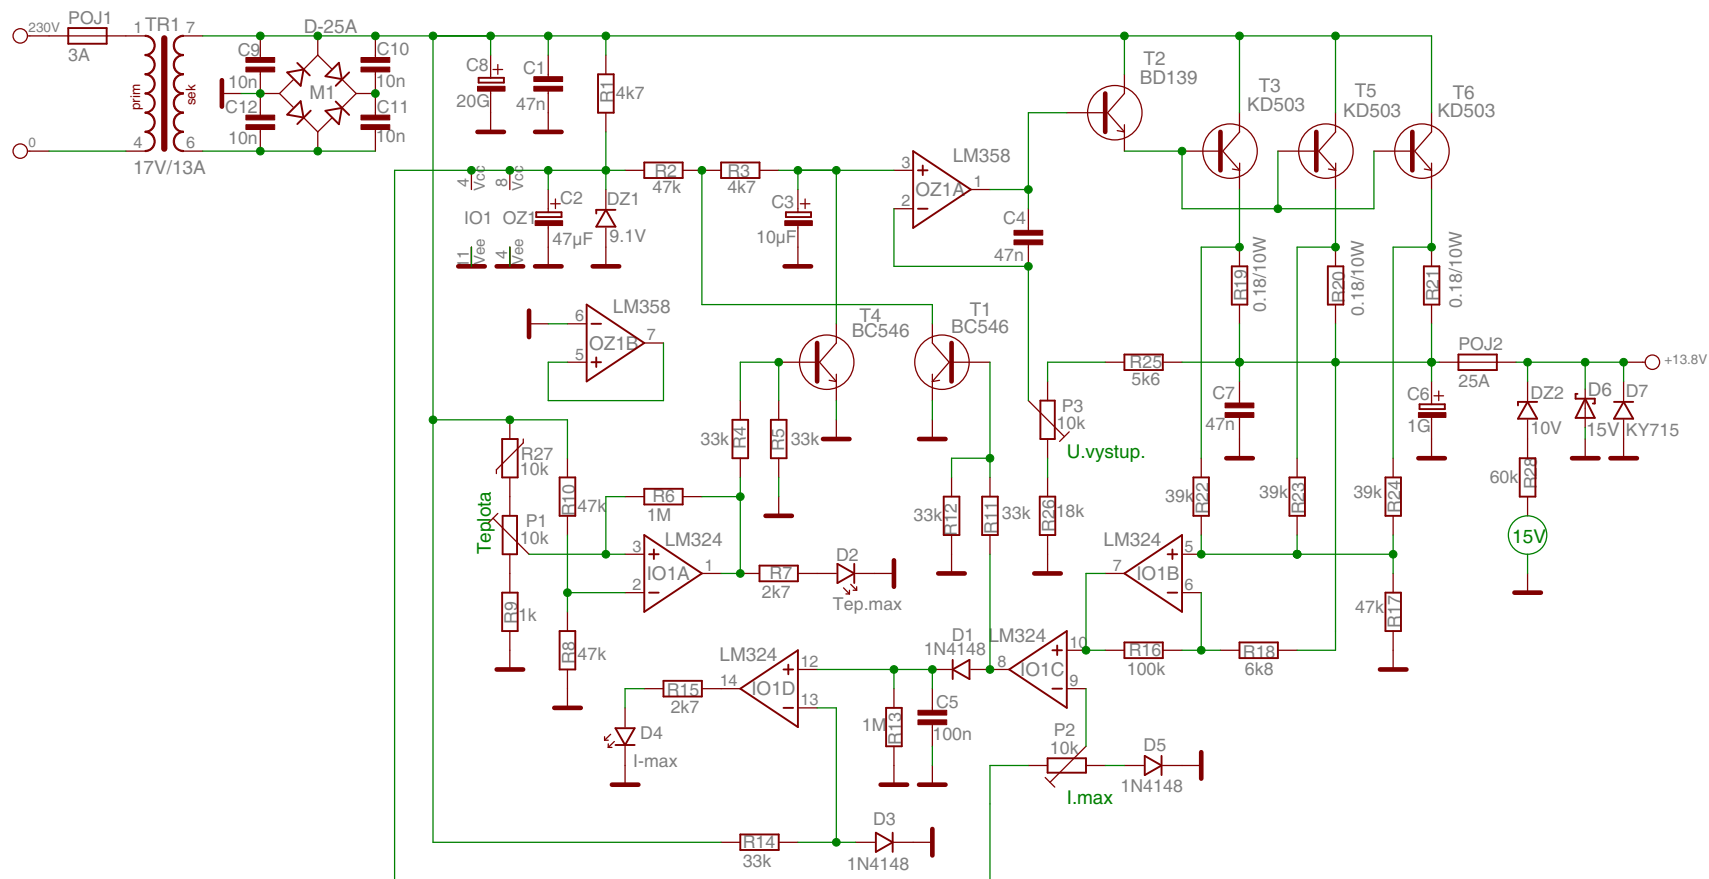 230V
POJ1
3A
1
TR1
7
prim
sek
0
4
6
17V/13A
D-25A
C9
10n
C10
10n
M1
C12
10n
C11
10n
C8
+
20G
C1
47n
R1
4k7
T2
BD139
T3
KD503
T5
KD503
T6
KD503
4
Vcc
8
Vcc
IO1
OZ1
11
Vee
4
Vee
C2
+
47µF
DZ1
9.1V
R2
47k
R3
4k7
C3
+
10µF
3
2
+
-
LM358
OZ1A
1
C4
47n
R19
0.18/10W
R20
0.18/10W
R21
0.18/10W
LM358
6
5
-
+
OZ1B
7
T4
BC546
T1
BC546
R25
5k6
POJ2
25A
+13.8V
P3
10k
U.vystup.
C7
47n
C6
+
1G
DZ2
10V
D6
15V
D7
KY715
60k
R28
15V
33k
R4
R5
33k
R27
10k
R10
47k
Teplota
P1
10k
R6
1M
33k
R12
R11
33k
R26
18k
39k
R22
39k
R23
39k
R24
LM324
3
2
+
-
IO1A
1
R7
2k7
D2
Tep.max
LM324
7
IO1B
+
-
5
6
47k
R17
R9
1k
R8
47k
LM324
14
IO1D
+
-
12
13
D1
1N4148
LM324
8
IO1C
+
-
10
9
R16
100k
R18
6k8
R15
2k7
D4
I-max
1M
R13
C5
100n
P2
10k
I.max
D5
1N4148
R14
33k
D3
1N4148